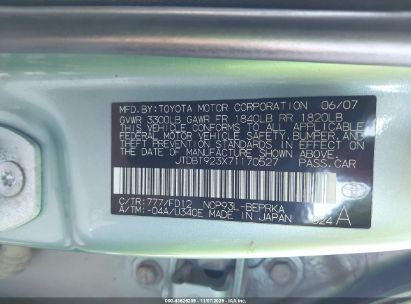 MFD. BY: TOYOTA MOTOR CORPORATION 06/07
GVWR 3300LB GAWR FR 1840LB RR 1820LB
THIS VEHICLE CONFORMS TO ALL APPLICABLE
FEDERAL MOTOR VEHICLE SAFETY, BUMPER, AND
THEFT PREVENTION STANDARDS IN EFFECT ON
THE DATE OF MANUFACTURE SHOWN ABOVE.
JTDBT923X71170527 PASS. CAR
C/TR: 777/FD12 NCP93L-BEPRKA
A/TM: -04A/U340E MADE IN JAPAN A